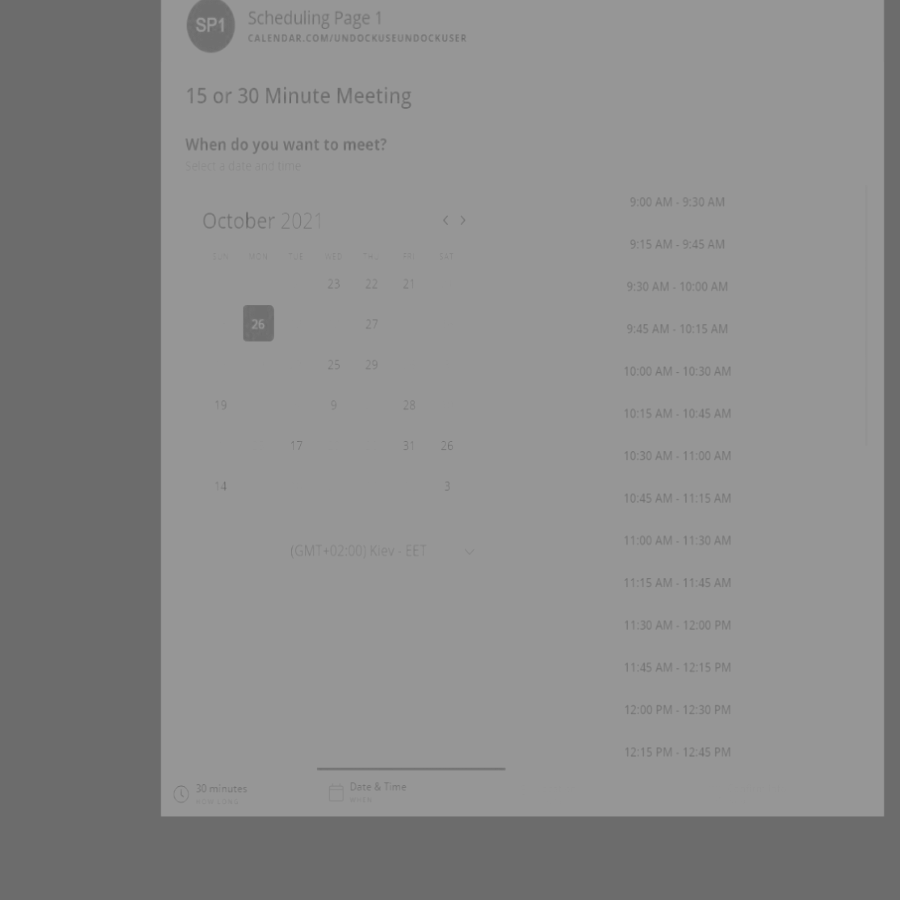 SP1
Scheduling Page 1
CALENDAR.COM/UNDOCKUSEUNDOCKUSER
15 or 30 Minute Meeting
When do you want to meet?
Select a date and time
October 2021
SUN MON TUE WED THU FRI SAT
23 22 21
26 27
25 29
19 9 28
17 31 26
14 3
(GMT+02:00) Kiev - EET
9:00 AM - 9:30 AM
9:15 AM - 9:45 AM
9:30 AM - 10:00 AM
9:45 AM - 10:15 AM
10:00 AM - 10:30 AM
10:15 AM - 10:45 AM
10:30 AM - 11:00 AM
10:45 AM - 11:15 AM
11:00 AM - 11:30 AM
11:15 AM - 11:45 AM
11:30 AM - 12:00 PM
11:45 AM - 12:15 PM
12:00 PM - 12:30 PM
12:15 PM - 12:45 PM
30 minutes
HOW LONG
Date & Time
WHEN